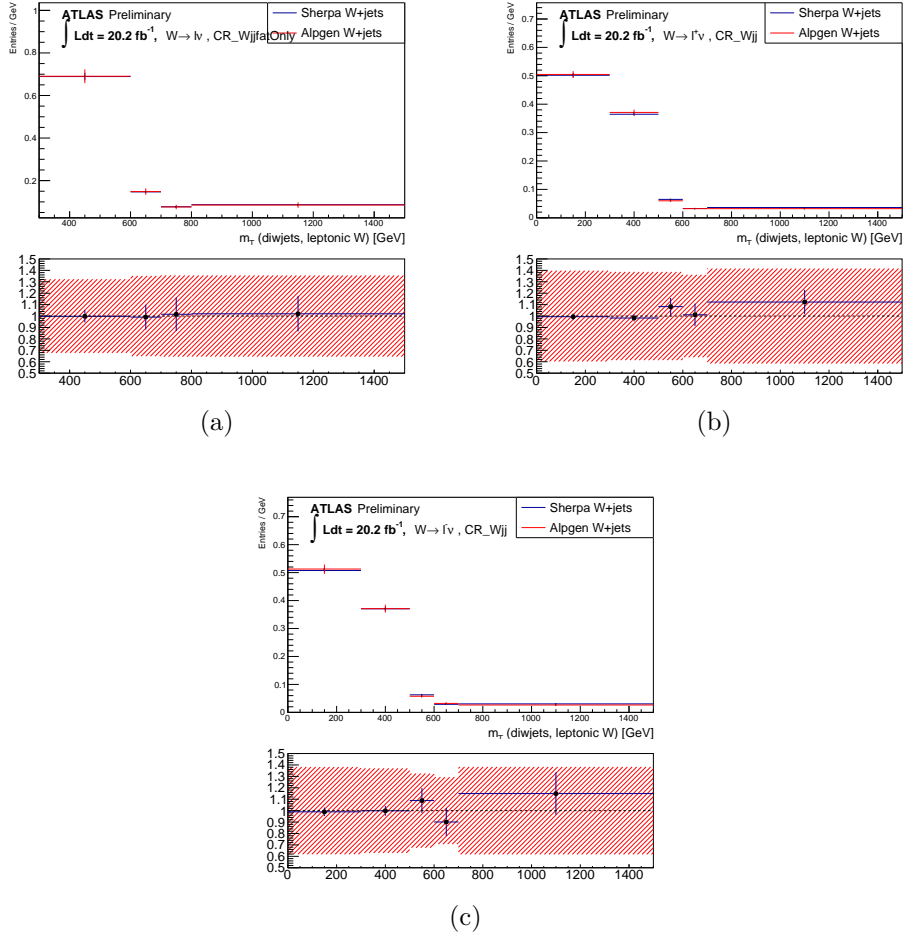 ATLAS Preliminary
∫ Ldt = 20.2 fb⁻¹, W→ lν , CR_WjjfatOnly
Sherpa W+jets
Alpgen W+jets
Entries / GeV
1
0.8
0.6
0.4
0.2
400 600 800 1000 1200 1400
m_T (diwjets, leptonic W) [GeV]
1.5
1.4
1.3
1.2
1.1
1
0.9
0.8
0.7
0.6
0.5
400 600 800 1000 1200 1400
(a)
ATLAS Preliminary
∫ Ldt = 20.2 fb⁻¹, W→ l⁺ν , CR_Wjj
Sherpa W+jets
Alpgen W+jets
Entries / GeV
0.7
0.6
0.5
0.4
0.3
0.2
0.1
0
0 200 400 600 800 1000 1200 1400
m_T (diwjets, leptonic W) [GeV]
1.5
1.4
1.3
1.2
1.1
1
0.9
0.8
0.7
0.6
0.5
0 200 400 600 800 1000 1200 1400
(b)
ATLAS Preliminary
∫ Ldt = 20.2 fb⁻¹, W→ l⁻ν , CR_Wjj
Sherpa W+jets
Alpgen W+jets
Entries / GeV
0.7
0.6
0.5
0.4
0.3
0.2
0.1
0
0 200 400 600 800 1000 1200 1400
m_T (diwjets, leptonic W) [GeV]
1.5
1.4
1.3
1.2
1.1
1
0.9
0.8
0.7
0.6
0.5
0 200 400 600 800 1000 1200 1400
(c)